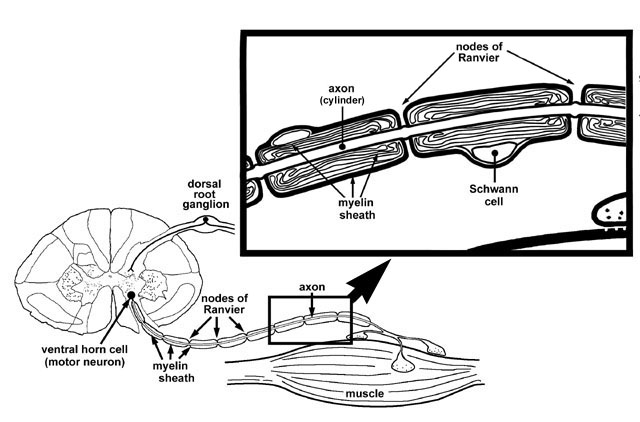 nodes of
Ranvier
axon
(cylinder)
myelin
sheath
Schwann
cell
dorsal
root
ganglion
axon
nodes of
Ranvier
ventral horn cell
(motor neuron)
myelin
sheath
muscle